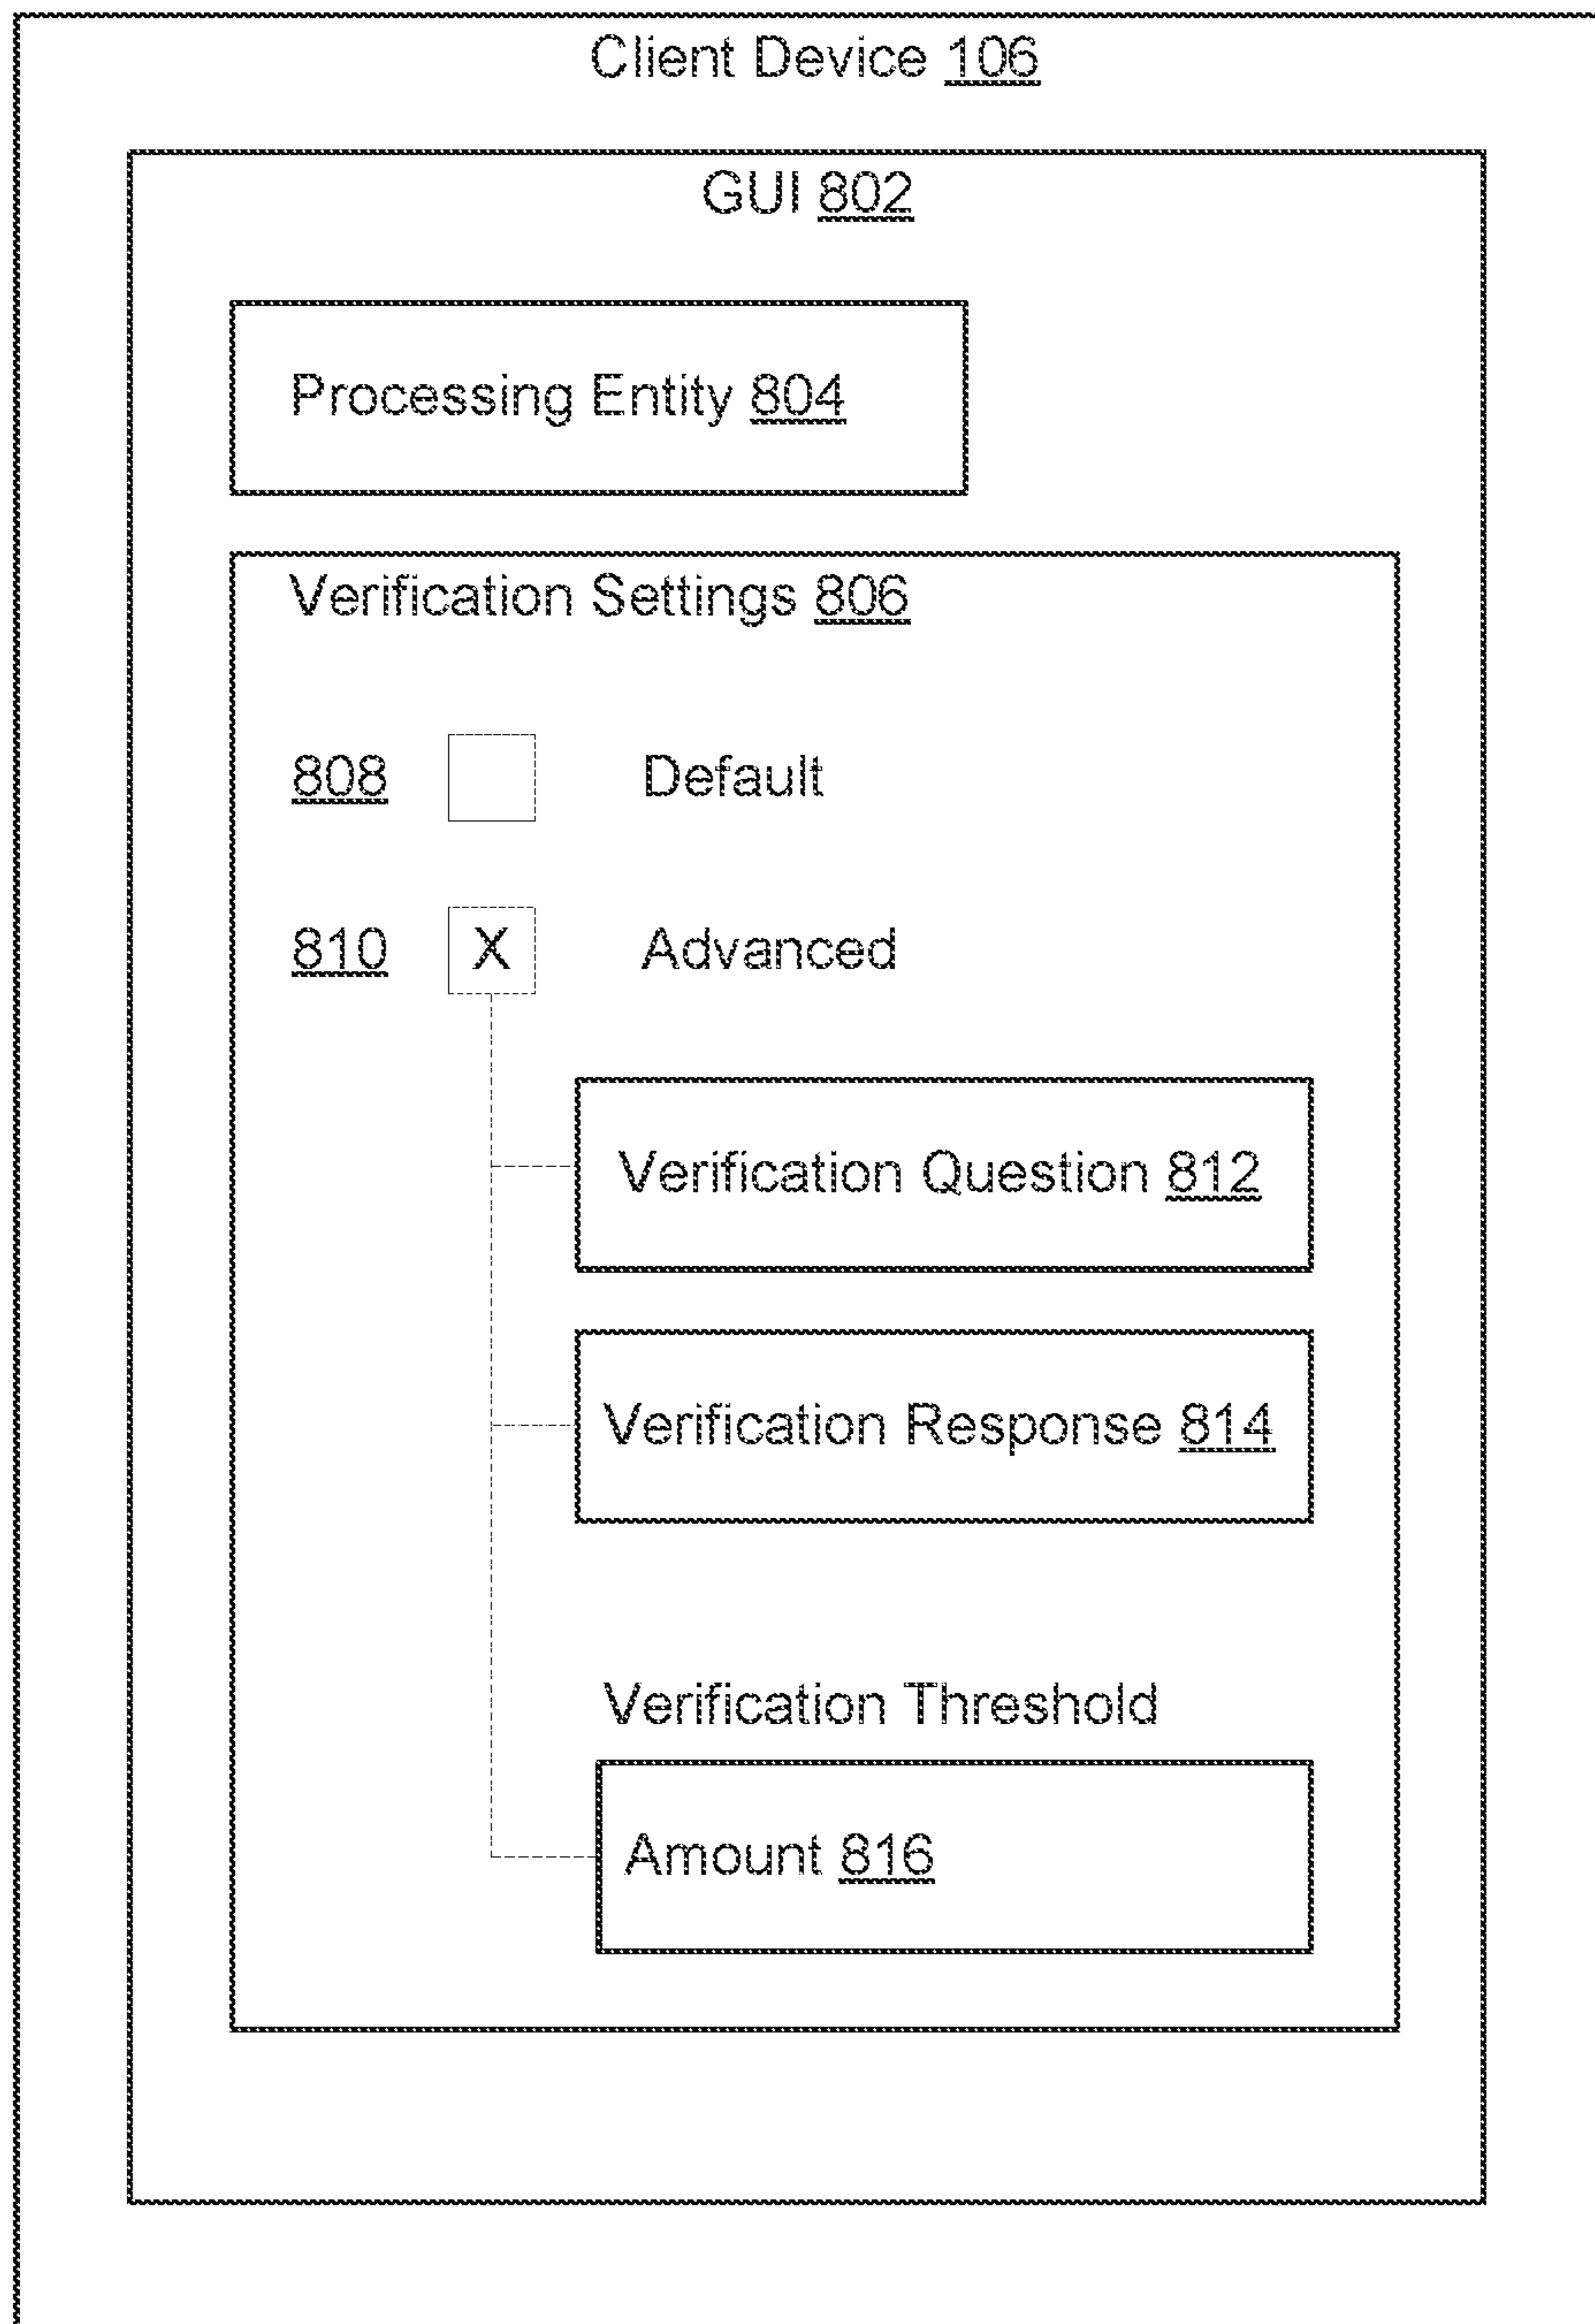 Client Device 106
GUI 802
Processing Entity 804
Verification Settings 806
808 Default
810 X Advanced
Verification Question 812
Verification Response 814
Verification Threshold
Amount 816